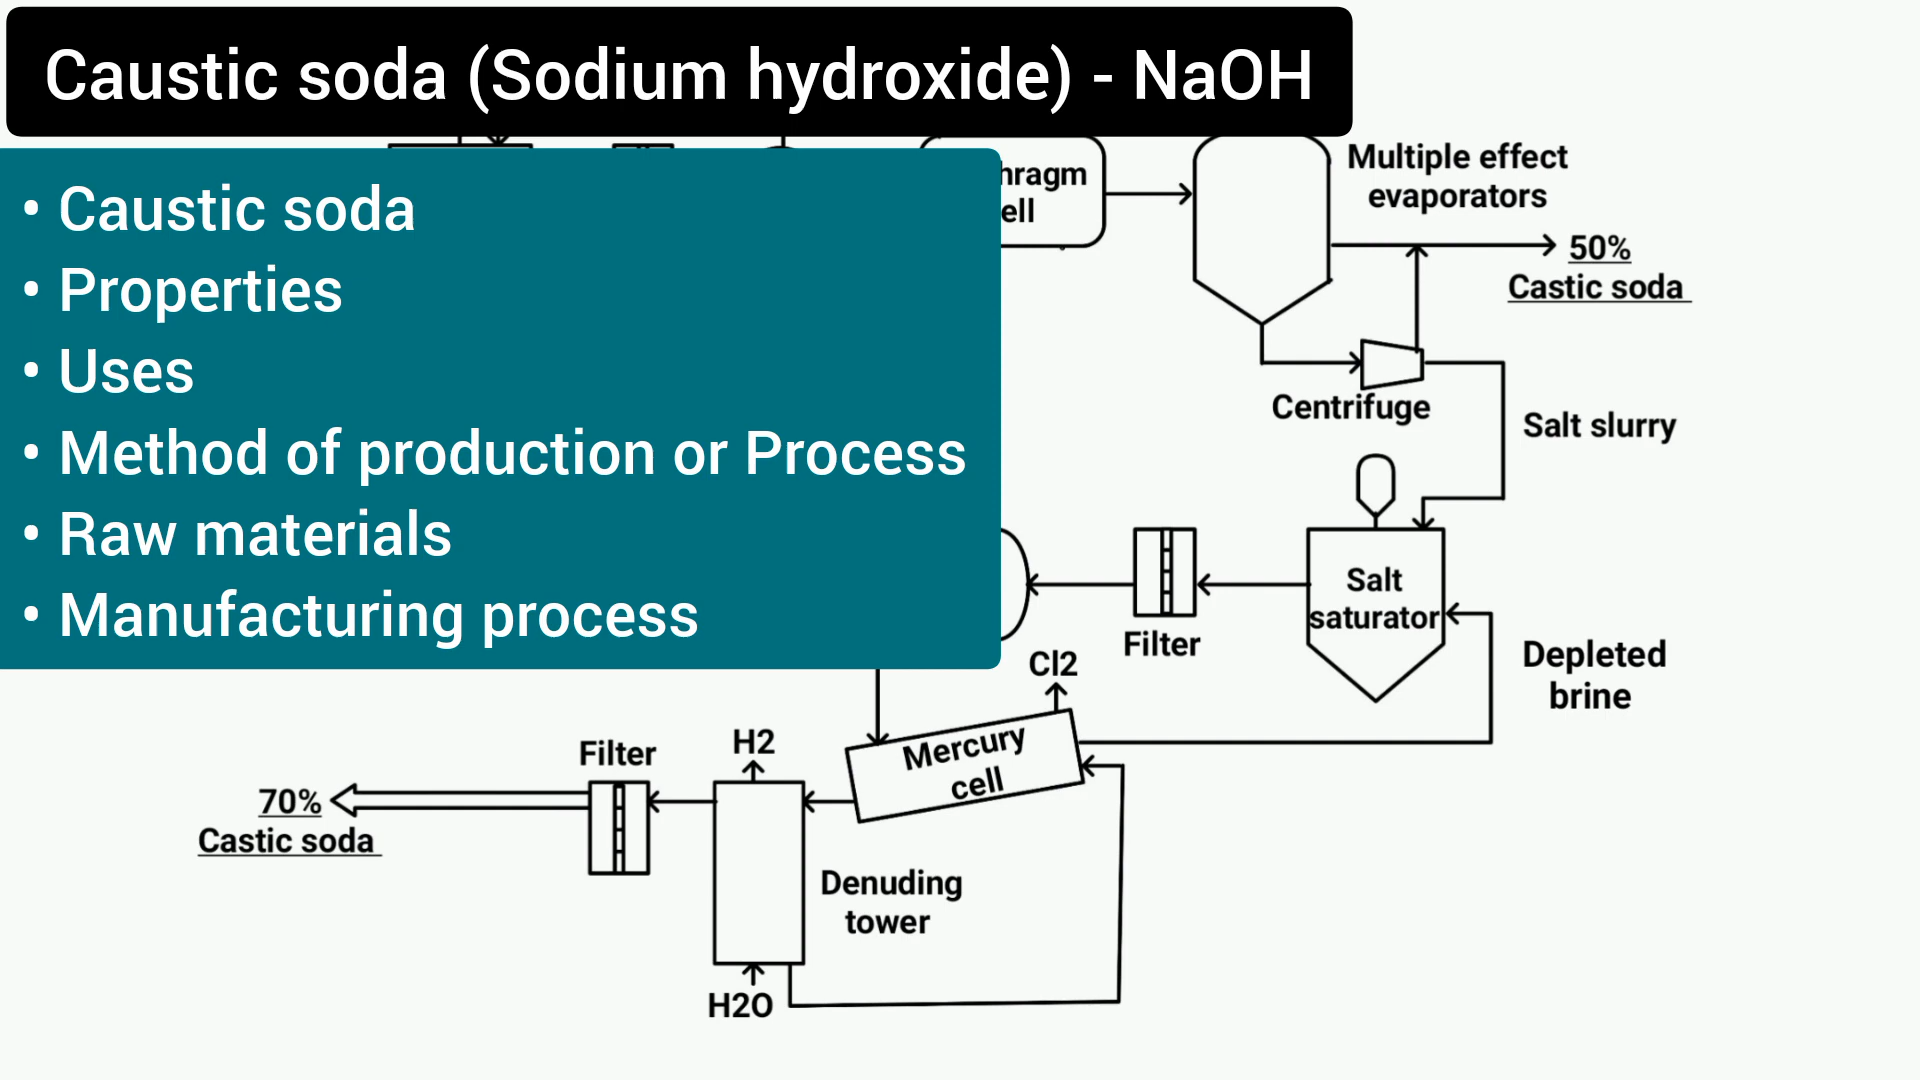 Caustic soda (Sodium hydroxide) - NaOH
• Caustic soda
• Properties
• Uses
• Method of production or Process
• Raw materials
• Manufacturing process
hragm
ell
Multiple effect
evaporators
50%
Castic soda
Centrifuge
Salt slurry
Salt
saturator
Filter
Depleted
brine
Cl2
Mercury
cell
H2
Filter
70%
Castic soda
Denuding
tower
H2O